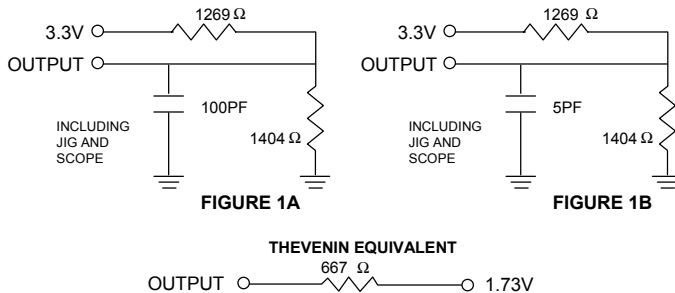 1269 Ω
3.3V
OUTPUT
100PF
INCLUDING
JIG AND
SCOPE
1404 Ω
FIGURE 1A
1269 Ω
3.3V
OUTPUT
5PF
INCLUDING
JIG AND
SCOPE
1404 Ω
FIGURE 1B
THEVENIN EQUIVALENT
667 Ω
OUTPUT
1.73V